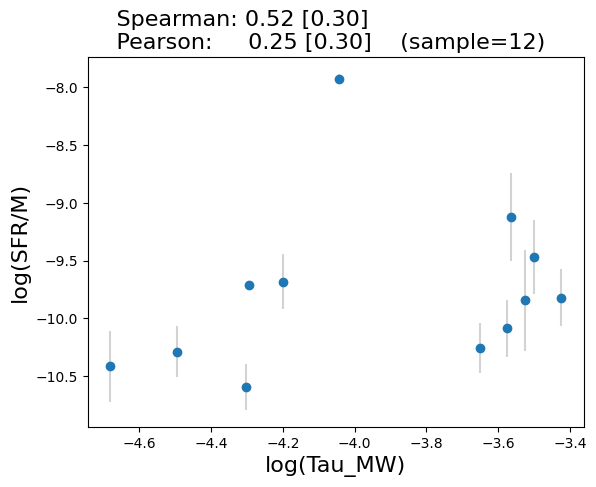 Spearman: 0.52 [0.30]
Pearson: 0.25 [0.30] (sample=12)
−8.0
−8.5
−9.0
−9.5
−10.0
−10.5
log(SFR/M)
−4.6 −4.4 −4.2 −4.0 −3.8 −3.6 −3.4
log(Tau_MW)